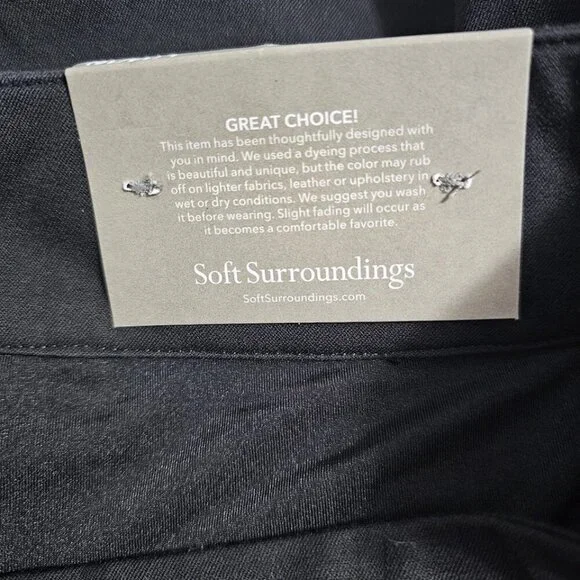 GREAT CHOICE!
This item has been thoughtfully designed with
you in mind. We used a dyeing process that
is beautiful and unique, but the color may rub
off on lighter fabrics, leather or upholstery in
wet or dry conditions. We suggest you wash
it before wearing. Slight fading will occur as
it becomes a comfortable favorite.
Soft Surroundings
SoftSurroundings.com